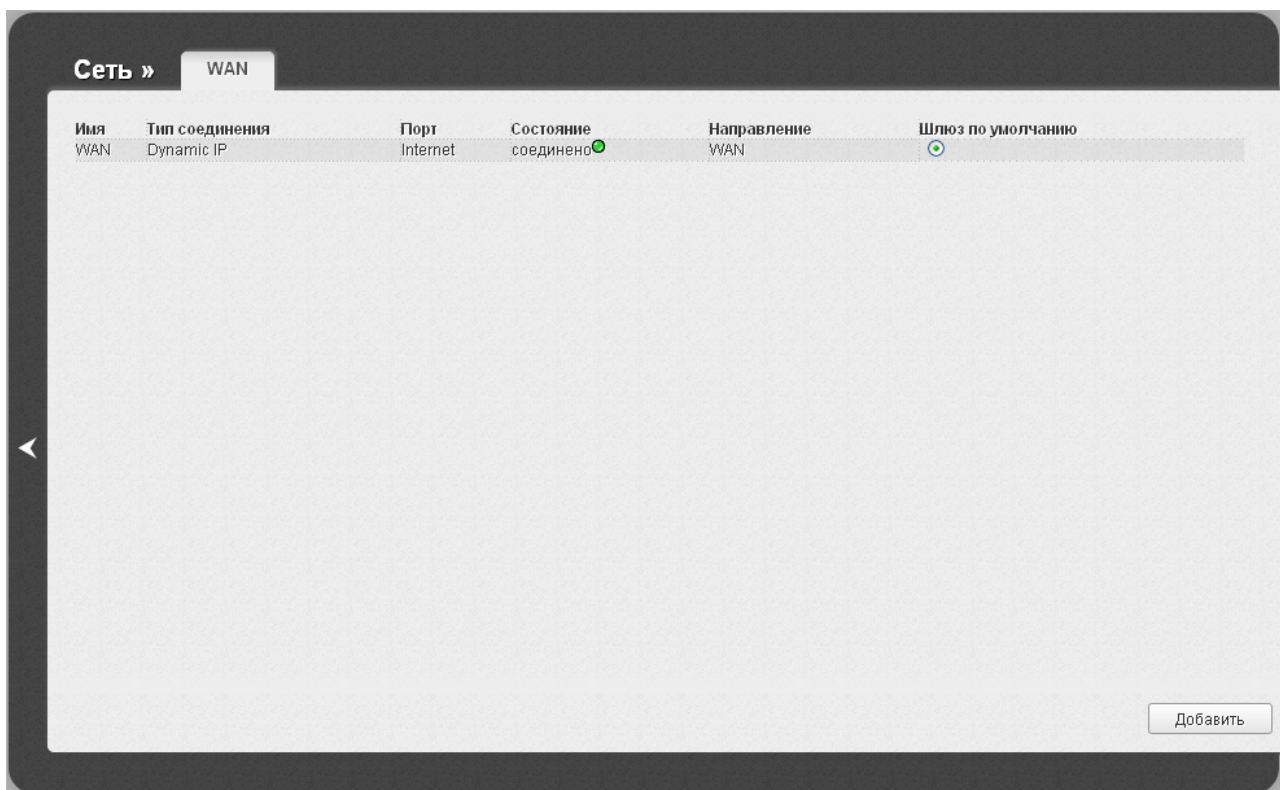 Сеть »
WAN
Имя Тип соединения Порт Состояние Направление Шлюз по умолчанию
WAN Dynamic IP Internet соединено WAN
Добавить